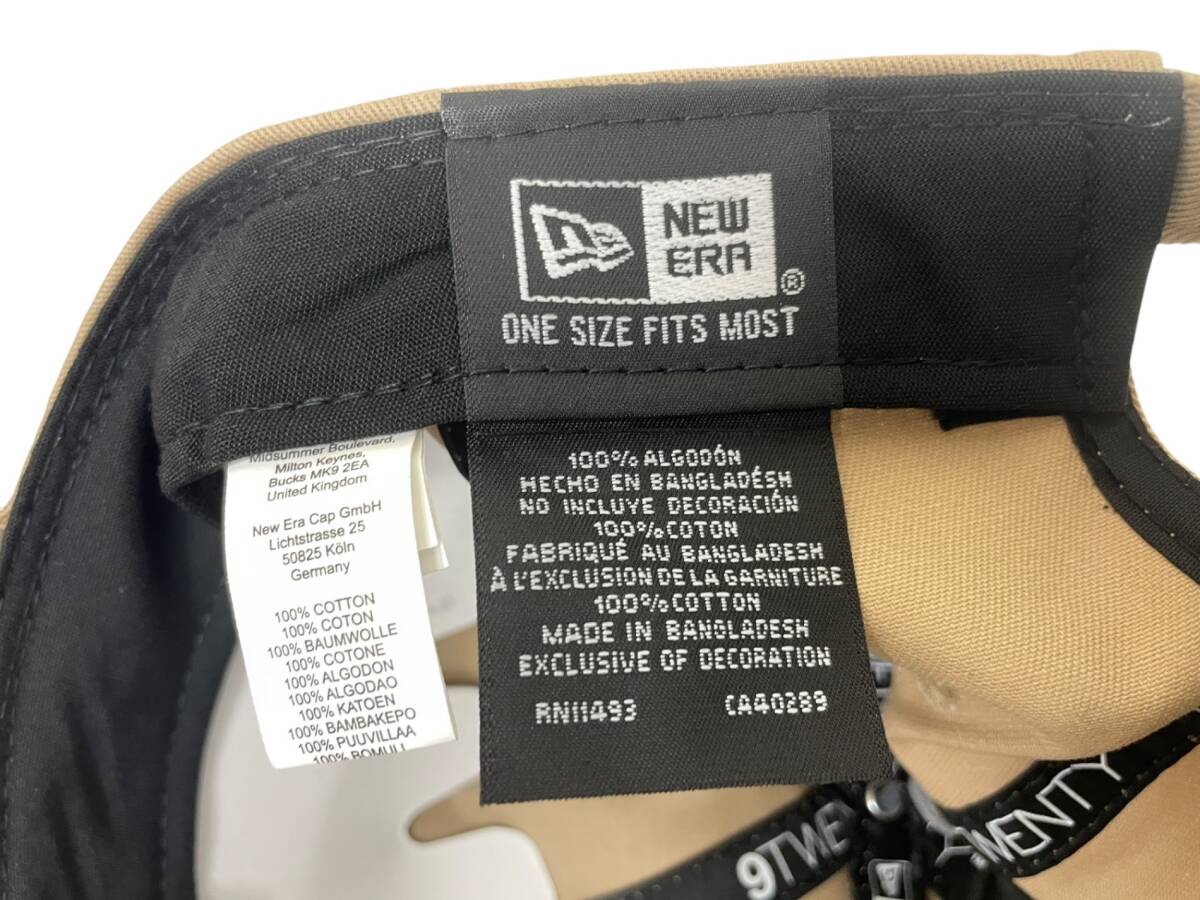 NEW
ERA
®
ONE SIZE FITS MOST
100% ALGODÓN
HECHO EN BANGLADÉSH
NO INCLUYE DECORACIÓN
100% COTON
FABRIQUÉ AU BANGLADESH
À L'EXCLUSION DE LA GARNITURE
100% COTTON
MADE IN BANGLADESH
EXCLUSIVE OF DECORATION
RN11493 CA40289
Midsummer Boulevard,
Milton Keynes,
Bucks MK9 2EA
United Kingdom
New Era Cap GmbH
Lichtstrasse 25
50825 Köln
Germany
100% COTTON
100% COTON
100% BAUMWOLLE
100% COTONE
100% ALGODON
100% ALGODAO
100% KATOEN
100% BAMBAKEPO
100% PUUVILLAA
100% BOMULL
9TWE
WENTY